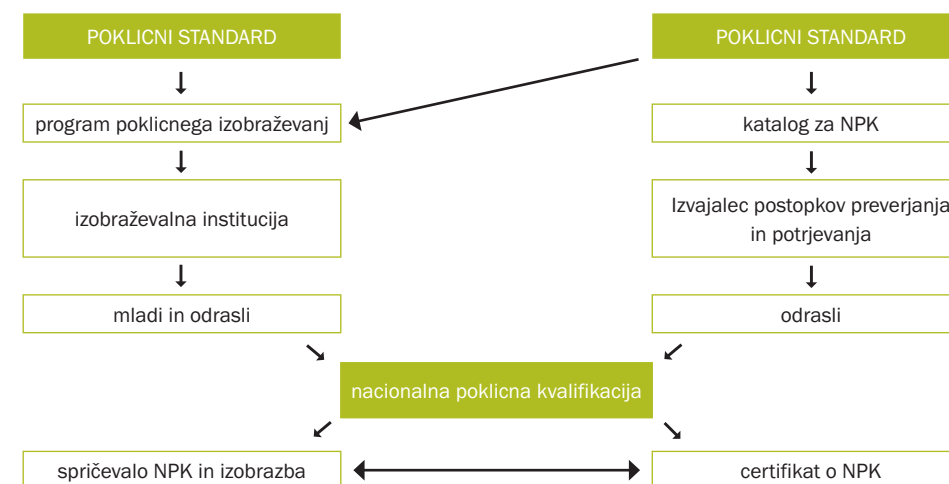 POKLICNI STANDARD
POKLICNI STANDARD
program poklicnega izobraževanj
katalog za NPK
izobraževalna institucija
Izvajalec postopkov preverjanja
in potrjevanja
mladi in odrasli
odrasli
nacionalna poklicna kvalifikacija
spričevalo NPK in izobrazba
certifikat o NPK